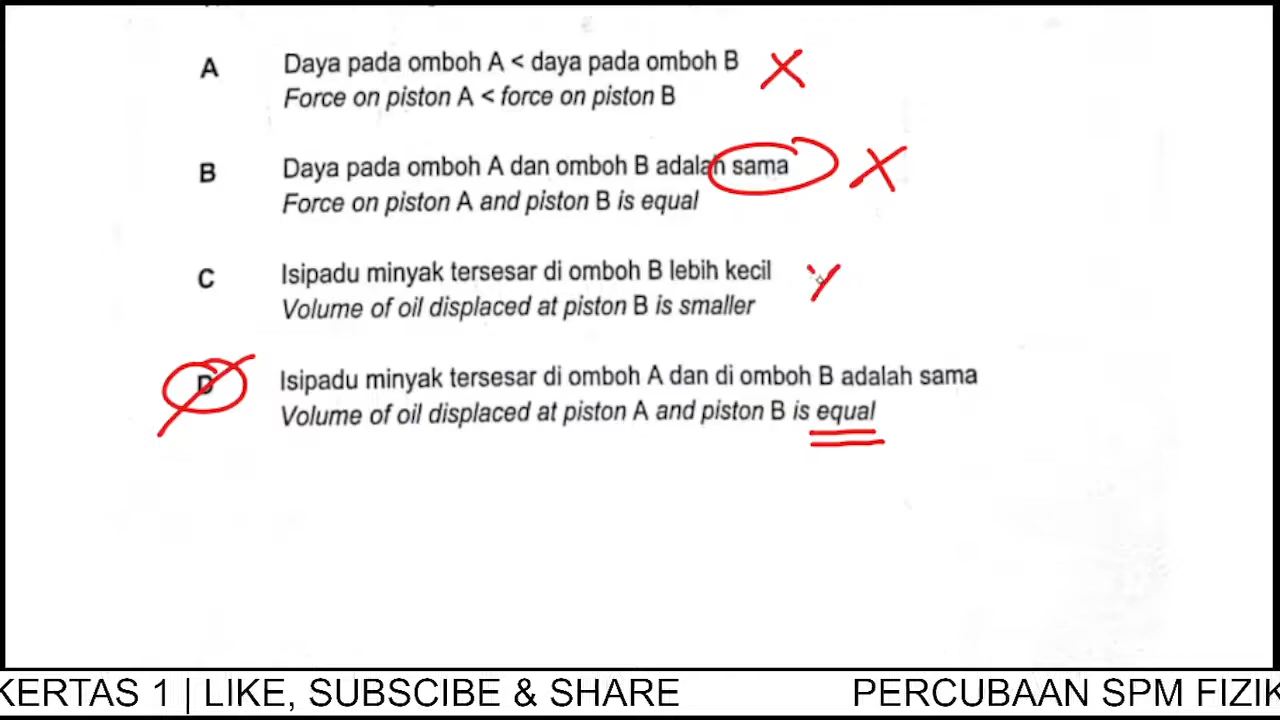 A Daya pada omboh A < daya pada omboh B
Force on piston A < force on piston B
B Daya pada omboh A dan omboh B adalah sama
Force on piston A and piston B is equal
C Isipadu minyak tersesar di omboh B lebih kecil
Volume of oil displaced at piston B is smaller
D Isipadu minyak tersesar di omboh A dan di omboh B adalah sama
Volume of oil displaced at piston A and piston B is equal
KERTAS 1 | LIKE, SUBSCIBE & SHARE PERCUBAAN SPM FIZIK